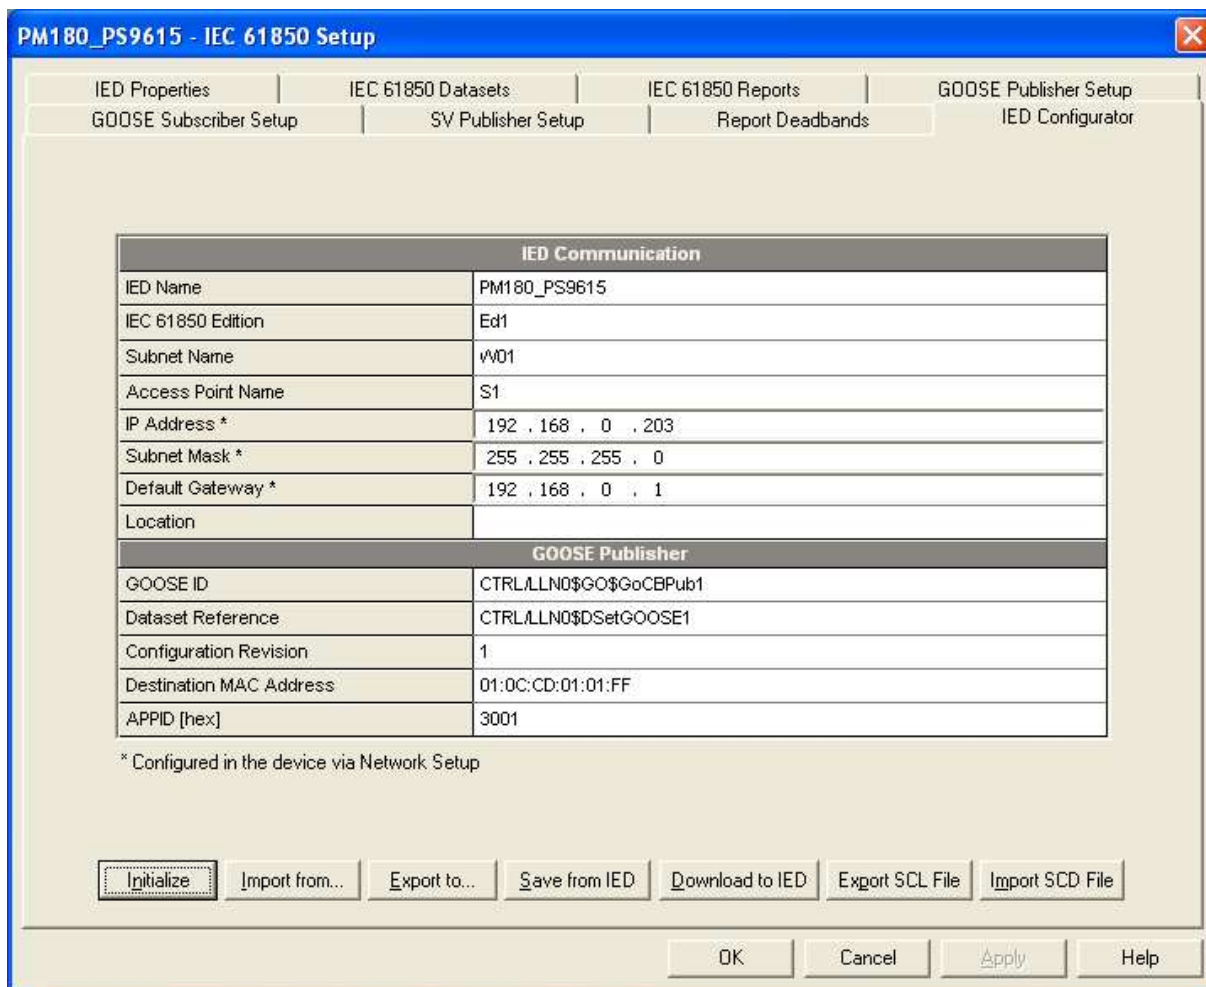 PM180_PS9615 - IEC 61850 Setup
IED Properties IEC 61850 Datasets IEC 61850 Reports GOOSE Publisher Setup
GOOSE Subscriber Setup SV Publisher Setup Report Deadbands IED Configurator
IED Communication
IED Name PM180_PS9615
IEC 61850 Edition Ed1
Subnet Name W01
Access Point Name S1
IP Address * 192 . 168 . 0 . 203
Subnet Mask * 255 . 255 . 255 . 0
Default Gateway * 192 . 168 . 0 . 1
Location
GOOSE Publisher
GOOSE ID CTRL/LLN0$GO$GoCBPub1
Dataset Reference CTRL/LLN0$DSetGOOSE1
Configuration Revision 1
Destination MAC Address 01:0C:CD:01:01:FF
APPID [hex] 3001
* Configured in the device via Network Setup
Initialize Import from... Export to... Save from IED Download to IED Export SCL File Import SCD File
OK Cancel Apply Help